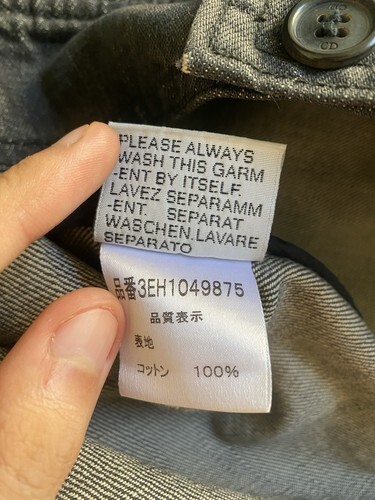 CD
PLEASE ALWAYS
WASH THIS GARM
-ENT BY ITSELF.
LAVEZ SEPARAMM
-ENT. SEPARAT
WASCHEN.LAVARE
SEPARATO
品番3EH1049875
品質表示
表地
コットン 100%